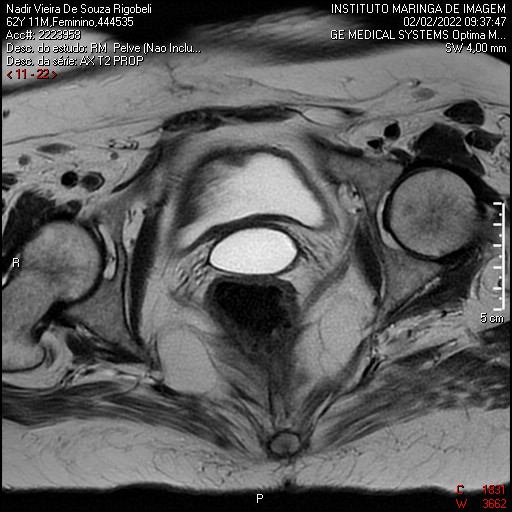 Nadir Vieira De Souza Rigobeli
62Y 11M,Feminino,444535
Acc#: 2223953
Desc. do estudo: RM Pelve (Nao Inclu...
Desc. da série: AX T2 PROP
< 11 - 22 >
INSTITUTO MARINGA DE IMAGEM
02/02/2022 09:37:47
GE MEDICAL SYSTEMS Optima M...
SW 4,00 mm
R
5 cm
P
C 1831
W 3662